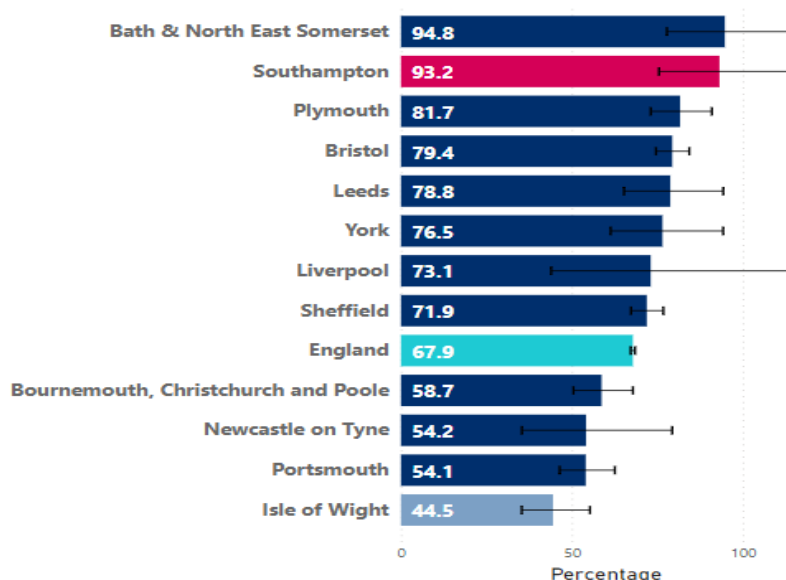 Bath & North East Somerset 94.8
Southampton 93.2
Plymouth 81.7
Bristol 79.4
Leeds 78.8
York 76.5
Liverpool 73.1
Sheffield 71.9
England 67.9
Bournemouth, Christchurch and Poole 58.7
Newcastle on Tyne 54.2
Portsmouth 54.1
Isle of Wight 44.5
0 50 100
Percentage